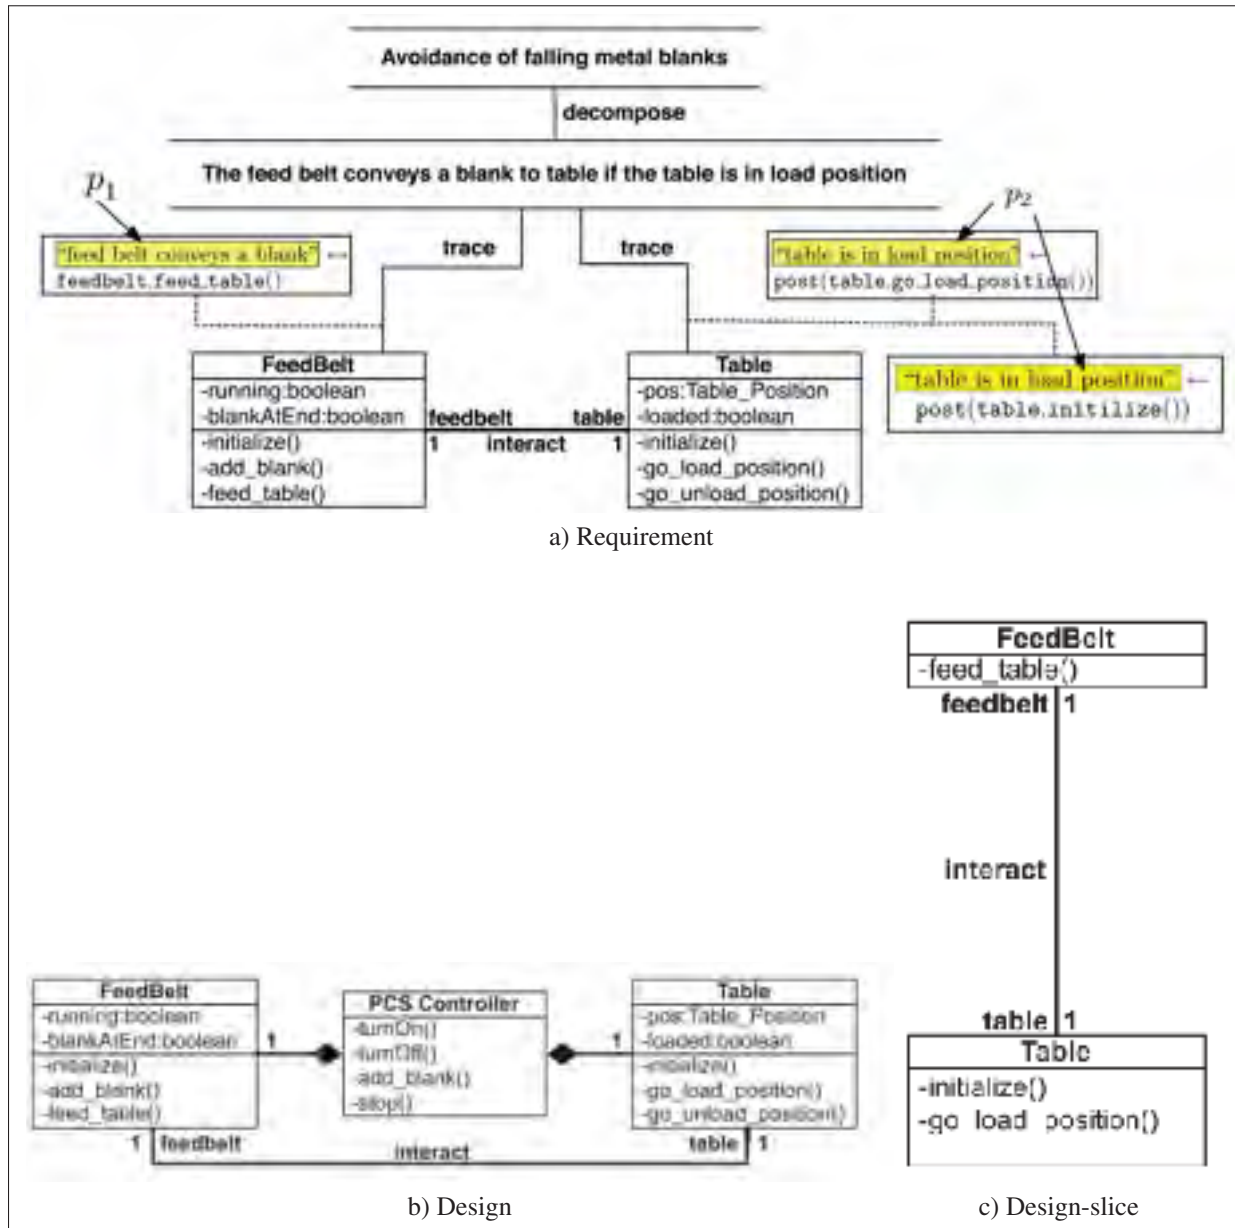 Avoidance of falling metal blanks
decompose
The feed belt conveys a blank to table if the table is in load position
p1
p2
trace
trace
"feed belt conveys a blank" ←
feedbelt.feed_table()
"table is in load position" ←
post(table.go_load_position())
"table is in load position" ←
post(table.initilize())
FeedBelt
-running:boolean
-blankAtEnd:boolean
-initialize()
-add_blank()
-feed_table()
feedbelt table
1 interact 1
Table
-pos:Table_Position
-loaded:boolean
-initialize()
-go_load_position()
-go_unload_position()
a) Requirement
FeedBelt
-running:boolean
-blankAtEnd:boolean
-initialize()
-add_blank()
-feed_table()
1
PCS Controller
-turnOn()
-turnOff()
-add_blank()
-stop()
1
Table
-pos:Table_Position
-loaded:boolean
-initialize()
-go_load_position()
-go_unload_position()
1 feedbelt
interact
table 1
b) Design
FeedBelt
-feed_table()
feedbelt 1
interact
table 1
Table
-initialize()
-go load position()
c) Design-slice